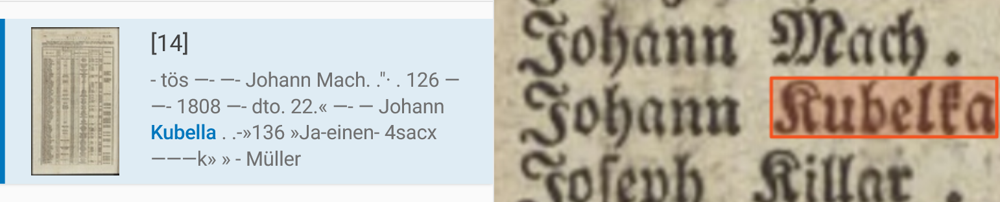 [14]
- tös —- —- Johann Mach. ."· . 126 —
—- 1808 —- dto. 22.« —- — Johann
Kubella . .-»136 »Ja-einen- 4sacx
———k» » - Müller
Johann Mach.
Johann Kubelka
Joseph Killar.